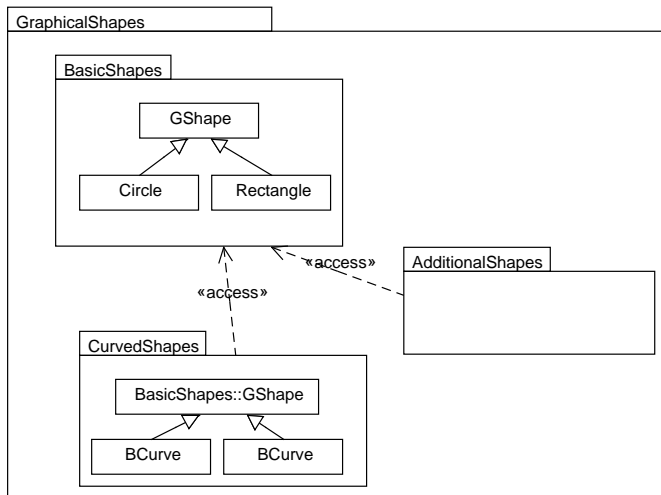 GraphicalShapes
BasicShapes
GShape
Circle
Rectangle
«access»
AdditionalShapes
«access»
CurvedShapes
BasicShapes::GShape
BCurve
BCurve